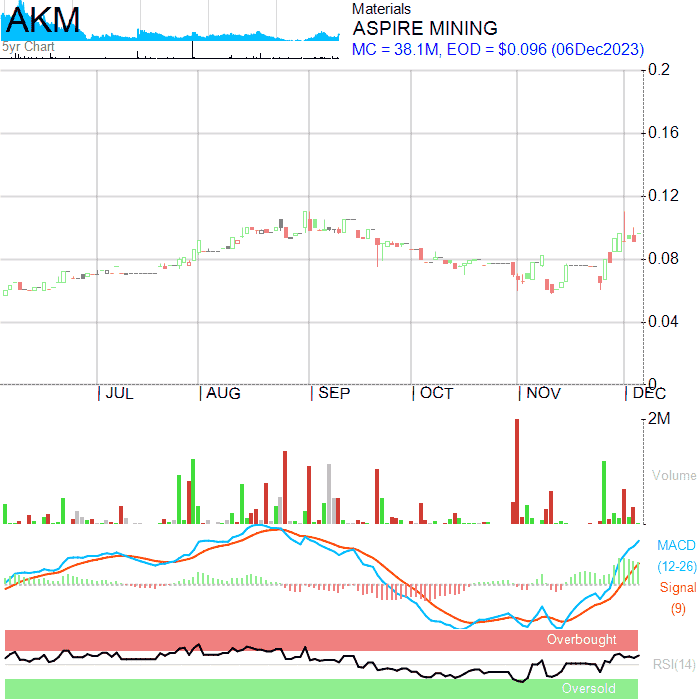 AKM
5yr Chart
Materials
ASPIRE MINING
MC = 38.1M, EOD = $0.096 (06Dec2023)
0.2
0.16
0.12
0.08
0.04
0
JUL
AUG
SEP
OCT
NOV
DEC
2M
Volume
MACD
(12-26)
Signal
(9)
Overbought
RSI(14)
Oversold